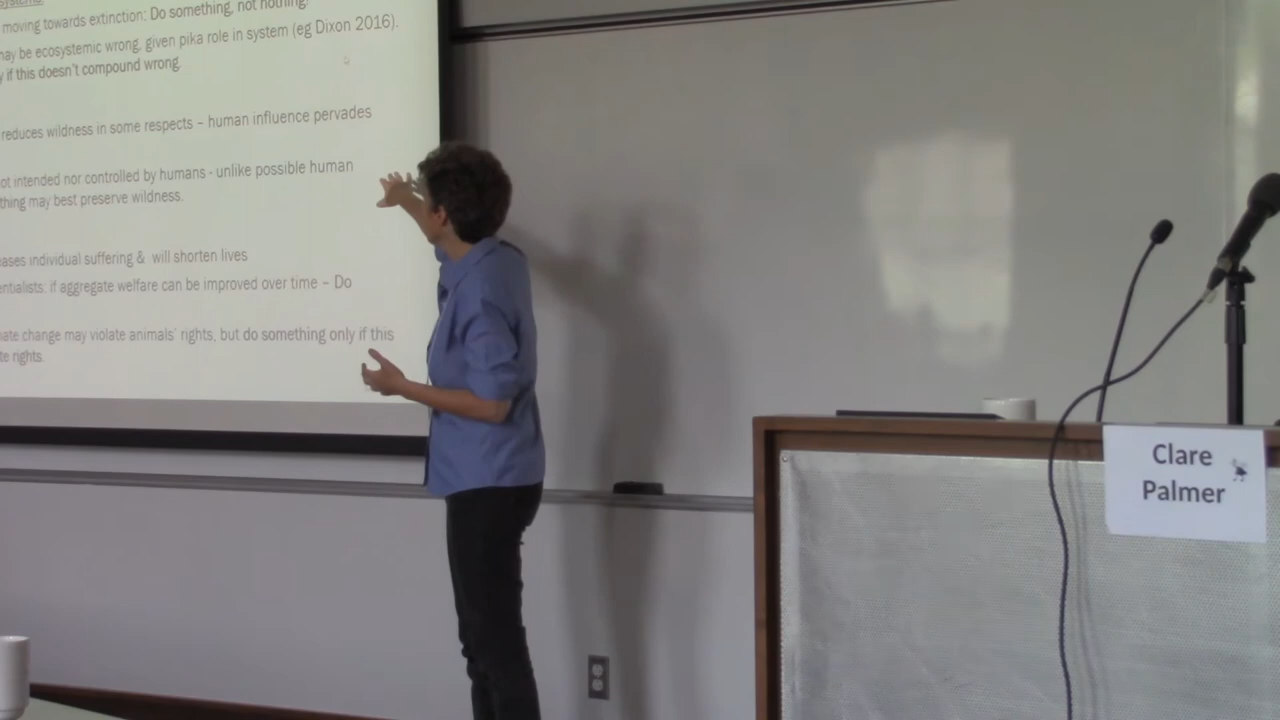 moving towards extinction: Do something, not nothing!
may be ecosystemic wrong, given pika role in system (eg Dixon 2016).
if this doesn't compound wrong.
reduces wildness in some respects – human influence pervades
ot intended nor controlled by humans - unlike possible human
thing may best preserve wildness.
eases individual suffering & will shorten lives
entialists, if aggregate welfare can be improved over time – Do
ate change may violate animals' rights, but do something only if this
te rights.
Clare
Palmer